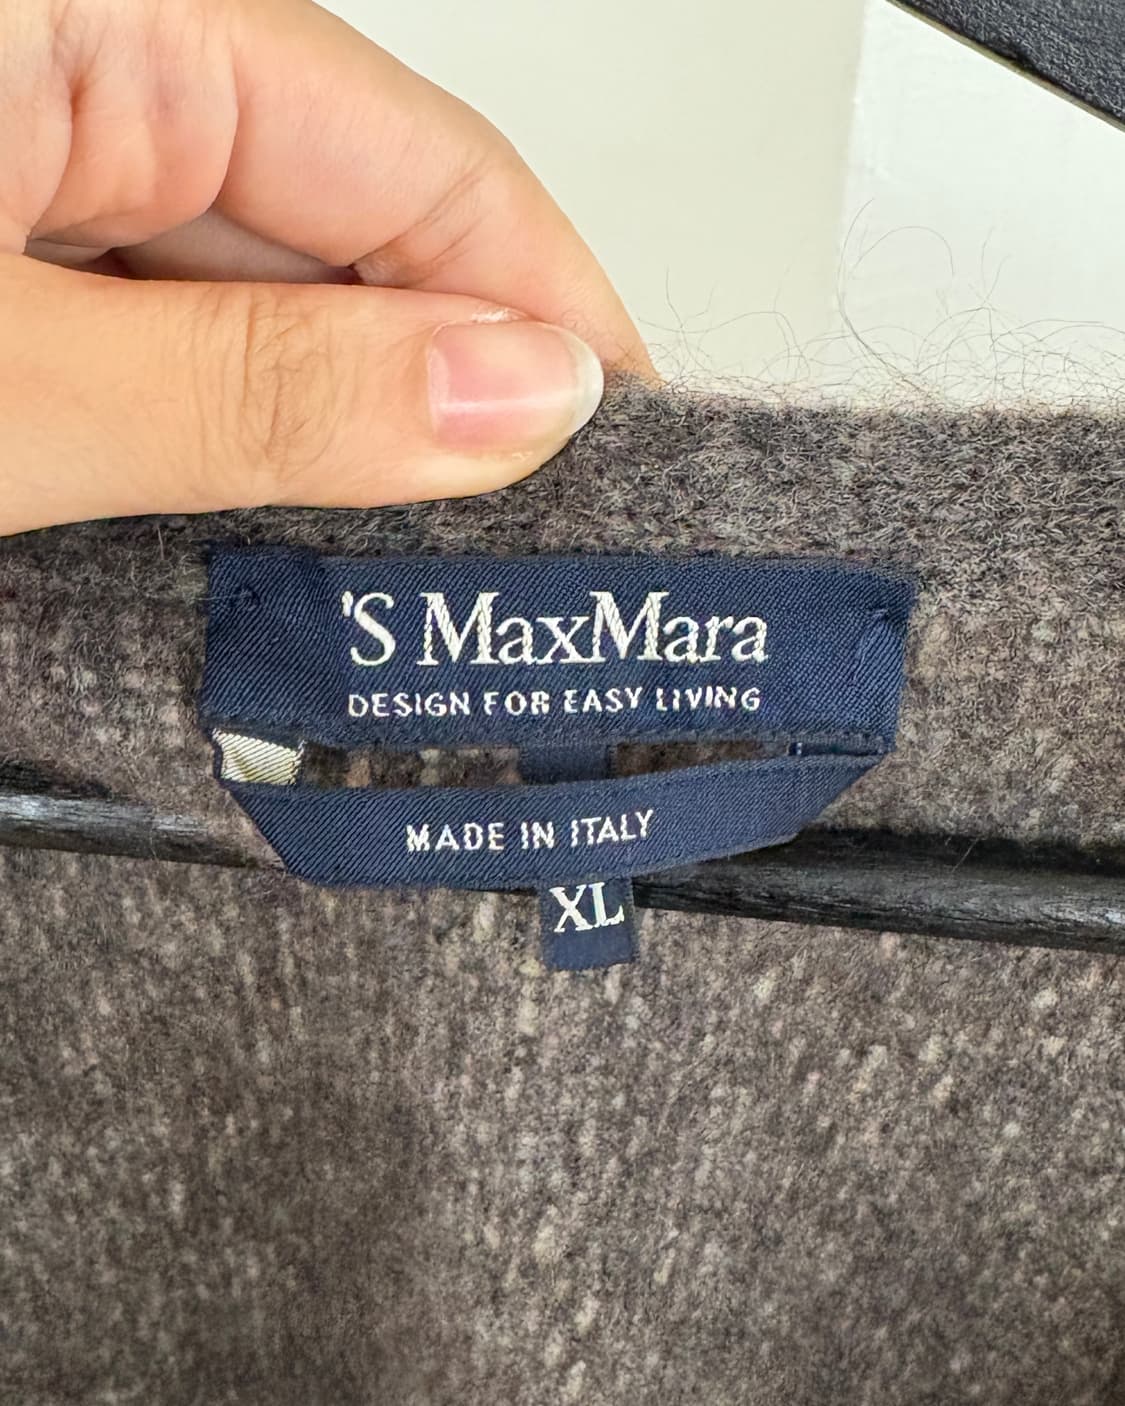 'S MaxMara
DESIGN FOR EASY LIVING
MADE IN ITALY
XL